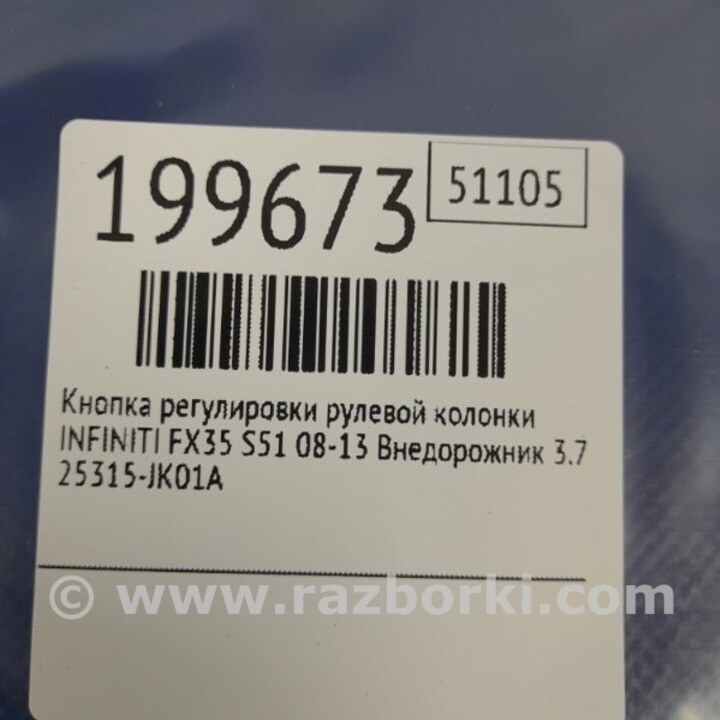 199673
51105
Кнопка регулировки рулевой колонки
INFINITI FX35 S51 08-13 Внедорожник 3.7
25315-JK01A
© www.razborki.com